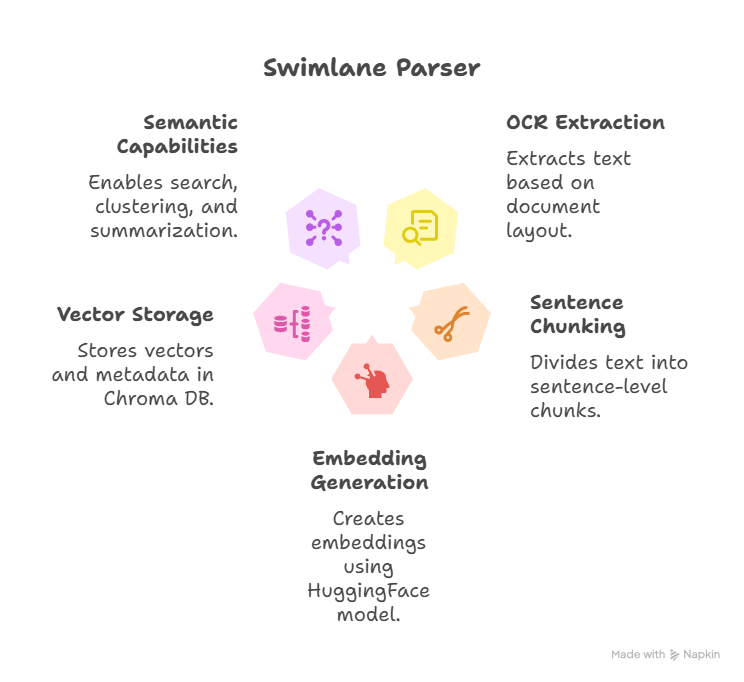 Swimlane Parser
Semantic
Capabilities
Enables search,
clustering, and
summarization.
OCR Extraction
Extracts text
based on
document
layout.
Vector Storage
Stores vectors
and metadata in
Chroma DB.
Sentence
Chunking
Divides text into
sentence-level
chunks.
Embedding
Generation
Creates
embeddings
using
HuggingFace
model.
?
Made with Napkin